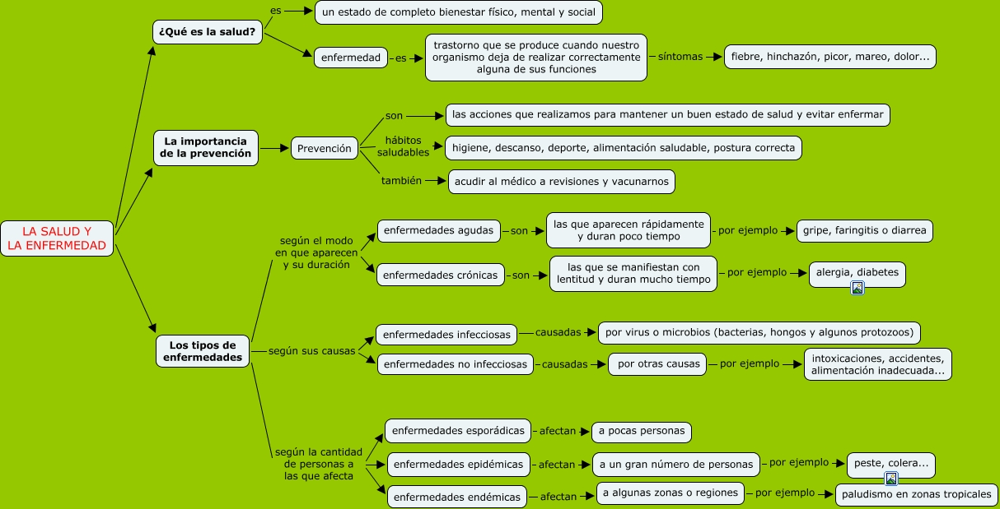 es
un estado de completo bienestar físico, mental y social
¿Qué es la salud?
enfermedad
es
trastorno que se produce cuando nuestro
organismo deja de realizar correctamente
alguna de sus funciones
síntomas
fiebre, hinchazón, picor, mareo, dolor...
La importancia
de la prevención
Prevención
son
las acciones que realizamos para mantener un buen estado de salud y evitar enfermar
hábitos
saludables
higiene, descanso, deporte, alimentación saludable, postura correcta
también
acudir al médico a revisiones y vacunarnos
LA SALUD Y
LA ENFERMEDAD
según el modo
en que aparecen
y su duración
enfermedades agudas
son
las que aparecen rápidamente
y duran poco tiempo
por ejemplo
gripe, faringitis o diarrea
enfermedades crónicas
son
las que se manifiestan con
lentitud y duran mucho tiempo
por ejemplo
alergia, diabetes
Los tipos de
enfermedades
según sus causas
enfermedades infecciosas
causadas
por virus o microbios (bacterias, hongos y algunos protozoos)
enfermedades no infecciosas
causadas
por otras causas
por ejemplo
intoxicaciones, accidentes,
alimentación inadecuada...
según la cantidad
de personas a
las que afecta
enfermedades esporádicas
afectan
a pocas personas
enfermedades epidémicas
afectan
a un gran número de personas
por ejemplo
peste, colera...
enfermedades endémicas
afectan
a algunas zonas o regiones
por ejemplo
paludismo en zonas tropicales